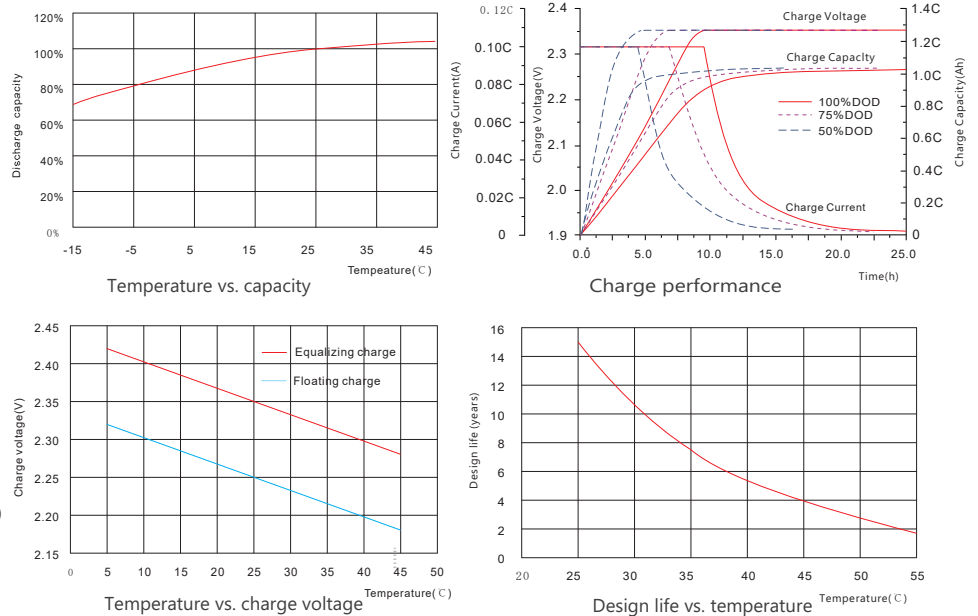 120%
100%
80%
60%
40%
20%
0%
Discharge capacity
-15
-5
5
15
25
35
45
Tempeature(℃)
Temperature vs. capacity
0.12C
0.10C
0.08C
0.06C
0.04C
0.02C
0
Charge Current(A)
2.4
2.3
2.2
2.1
2.0
1.9
Charge Voltage(V)
1.4C
1.2C
1.0C
0.8C
0.6C
0.4C
0.2C
0
Charge Capacity(Ah)
Charge Voltage
Charge Capacity
100%DOD
75%DOD
50%DOD
Charge Current
0.0
5.0
10.0
15.0
20.0
25.0
Time(h)
Charge performance
2.45
2.40
2.35
2.30
2.25
2.20
2.15
Charge voltage(V)
Equalizing charge
Floating charge
0
5
10
15
20
25
30
35
40
45
50
Temperature(℃)
Temperature vs. charge voltage
16
14
12
10
8
6
4
2
0
Design life (years)
20
25
30
35
40
45
50
55
Temperature(℃)
Design life vs. temperature